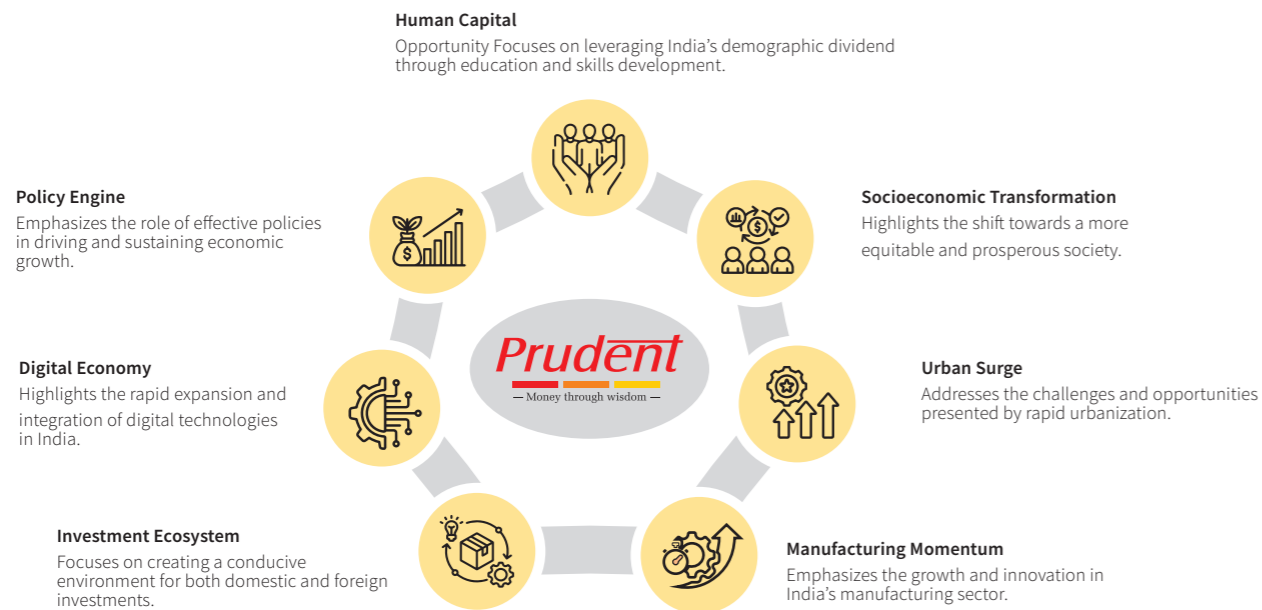 Human Capital
Opportunity Focuses on leveraging India’s demographic dividend
through education and skills development.
Policy Engine
Emphasizes the role of effective policies
in driving and sustaining economic
growth.
Socioeconomic Transformation
Highlights the shift towards a more
equitable and prosperous society.
Prudent
— Money through wisdom —
Digital Economy
Highlights the rapid expansion and
integration of digital technologies
in India.
Urban Surge
Addresses the challenges and opportunities
presented by rapid urbanization.
Investment Ecosystem
Focuses on creating a conducive
environment for both domestic and foreign
investments.
Manufacturing Momentum
Emphasizes the growth and innovation in
India’s manufacturing sector.